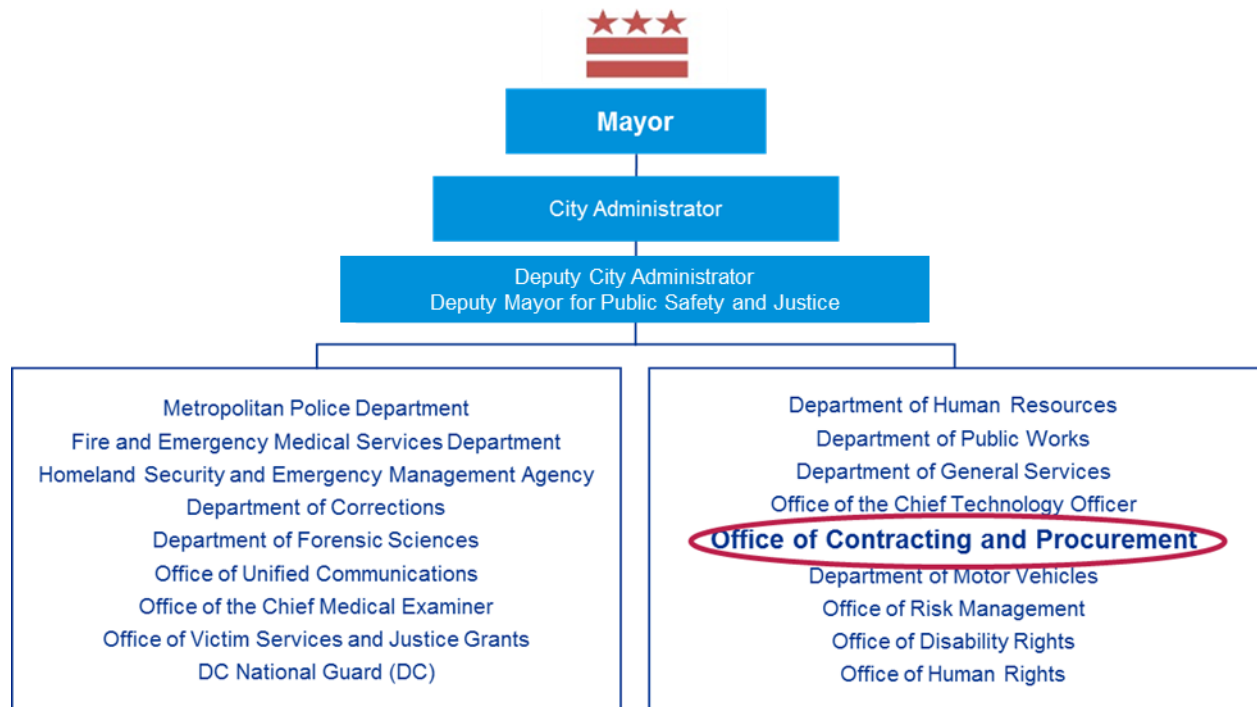 Mayor
City Administrator
Deputy City Administrator
Deputy Mayor for Public Safety and Justice
Metropolitan Police Department
Fire and Emergency Medical Services Department
Homeland Security and Emergency Management Agency
Department of Corrections
Department of Forensic Sciences
Office of Unified Communications
Office of the Chief Medical Examiner
Office of Victim Services and Justice Grants
DC National Guard (DC)
Department of Human Resources
Department of Public Works
Department of General Services
Office of the Chief Technology Officer
Office of Contracting and Procurement
Department of Motor Vehicles
Office of Risk Management
Office of Disability Rights
Office of Human Rights